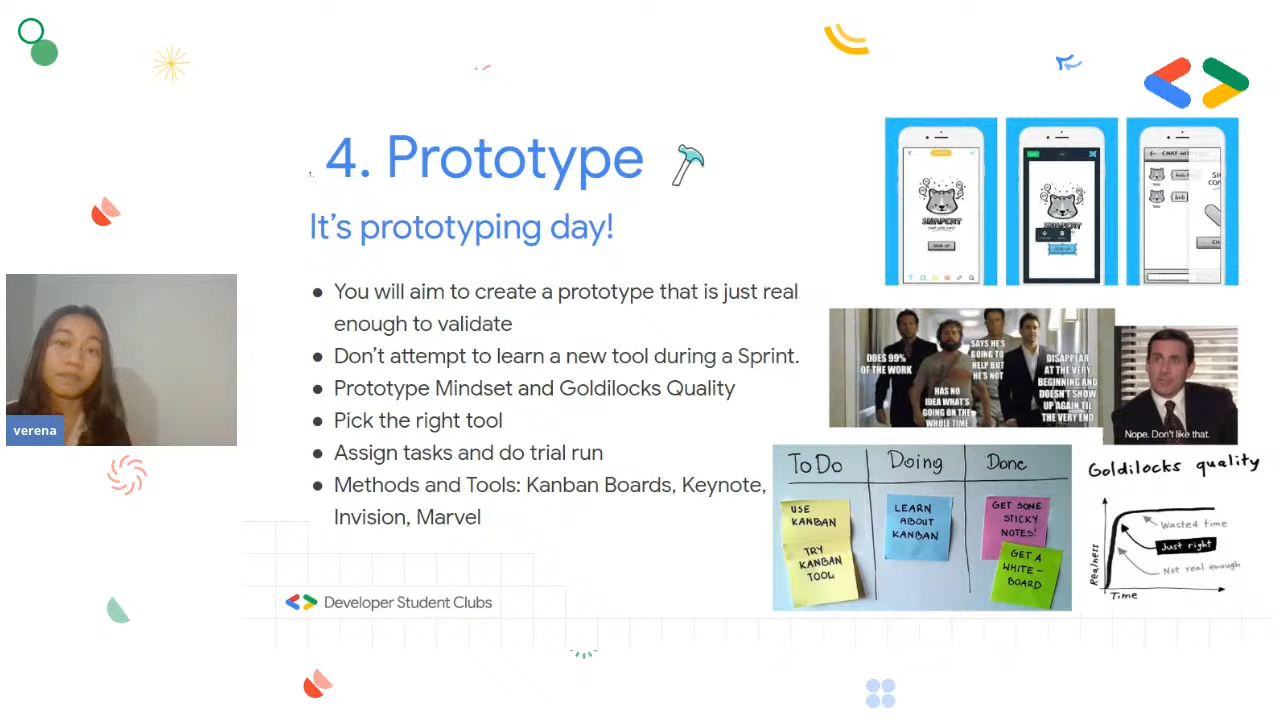 4. Prototype
It's prototyping day!
● You will aim to create a prototype that is just real
enough to validate
● Don't attempt to learn a new tool during a Sprint.
● Prototype Mindset and Goldilocks Quality
● Pick the right tool
● Assign tasks and do trial run
● Methods and Tools: Kanban Boards, Keynote,
Invision, Marvel
Developer Student Clubs
verena
SIGN UP
SIGN UP
CHAT WITH
DOES 99%
OF THE WORK
HAS NO
IDEA WHAT'S
GOING ON THE
WHOLE TIME
SAYS HE'S
GOING TO
HELP BUT
HE'S NOT
DISAPPEAR
AT THE VERY
BEGINNING AND
DOESN'T SHOW
UP AGAIN TIL
THE VERY END
Nope. Don't like that.
To Do
Doing
Done
USE
KANBAN
TRY
KANBAN
TOOL
LEARN
ABOUT
KANBAN
GET SOME
STICKY
NOTES!
GET A
WHITE-
BOARD
Goldilocks quality
Realness
Wasted time
Just right
Not real enough
Time